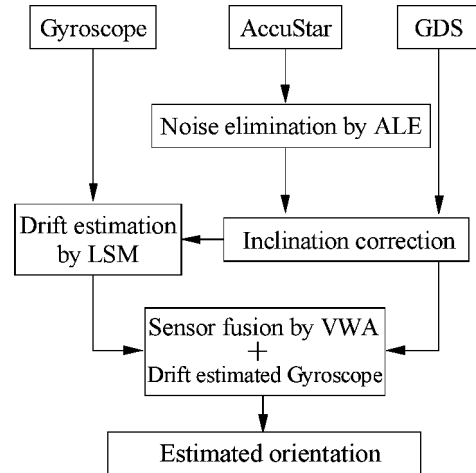 Gyroscope
AccuStar
GDS
Noise elimination by ALE
Drift estimation
by LSM
Inclination correction
Sensor fusion by VWA
+
Drift estimated Gyroscope
Estimated orientation